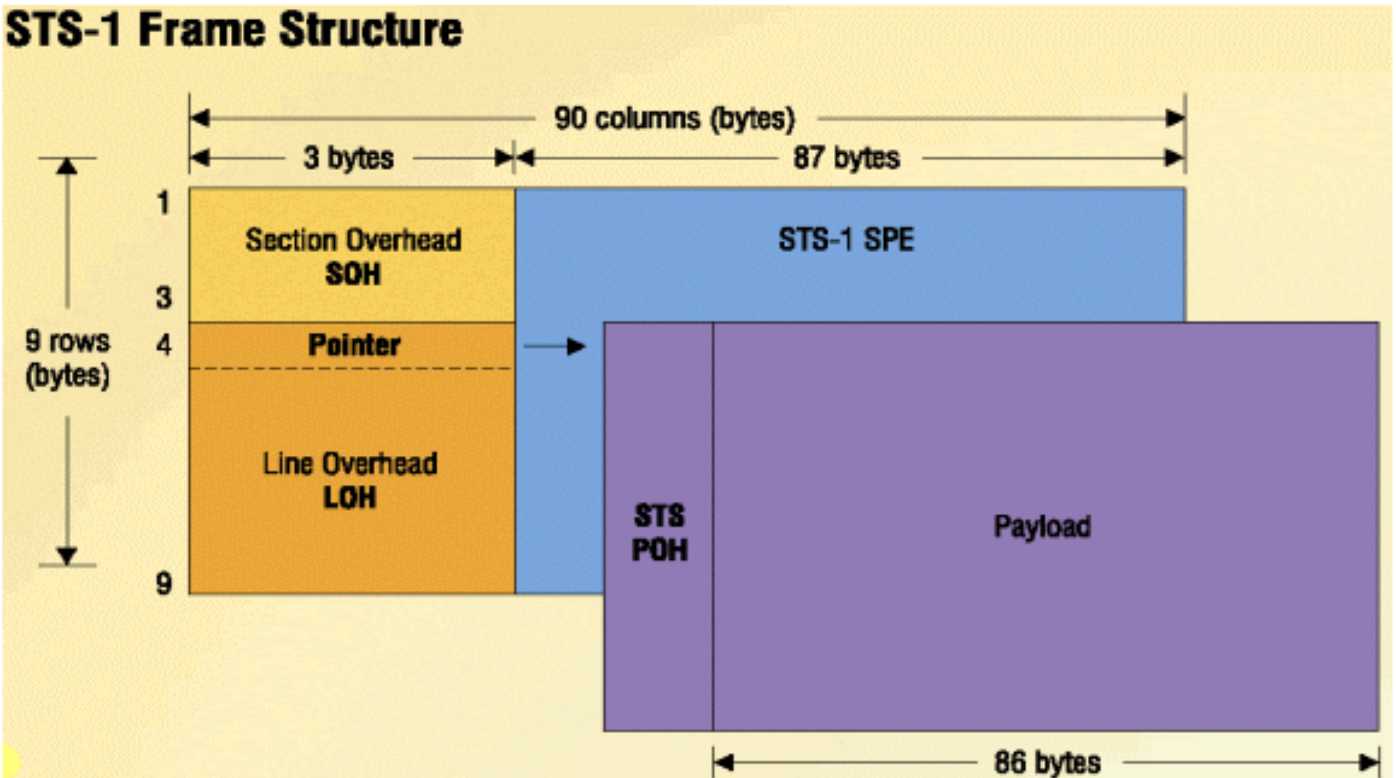 STS-1 Frame Structure
90 columns (bytes)
3 bytes
87 bytes
1
Section Overhead
SOH
STS-1 SPE
3
9 rows
(bytes)
4
Pointer
Line Overhead
LOH
9
STS
POH
Payload
86 bytes